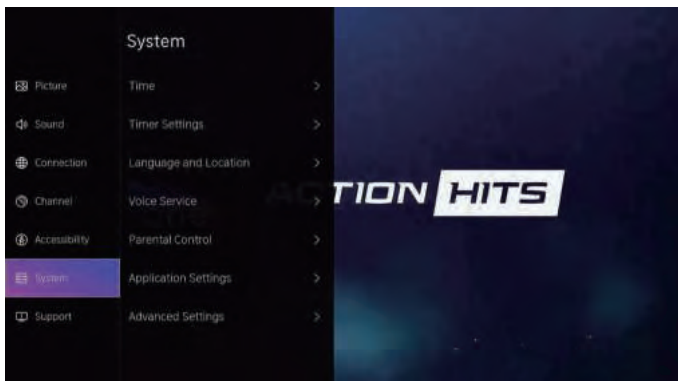 System
Picture
Sound
Connection
Channel
Accessibility
System
Support
Time
Timer Settings
Language and Location
Voice Service
Parental Control
Application Settings
Advanced Settings
ACTION HITS